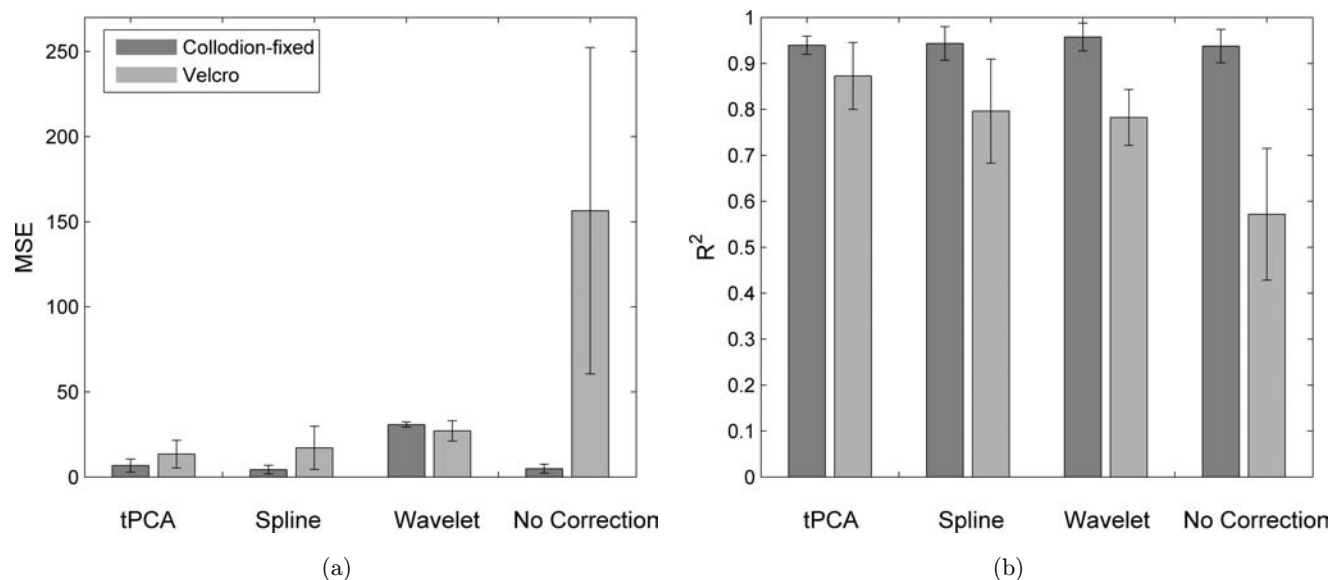 250
200
150
100
50
0
MSE
Collodion-fixed
Velcro
tPCA Spline Wavelet No Correction
(a)
1
0.9
0.8
0.7
0.6
0.5
0.4
0.3
0.2
0.1
0
R²
tPCA Spline Wavelet No Correction
(b)